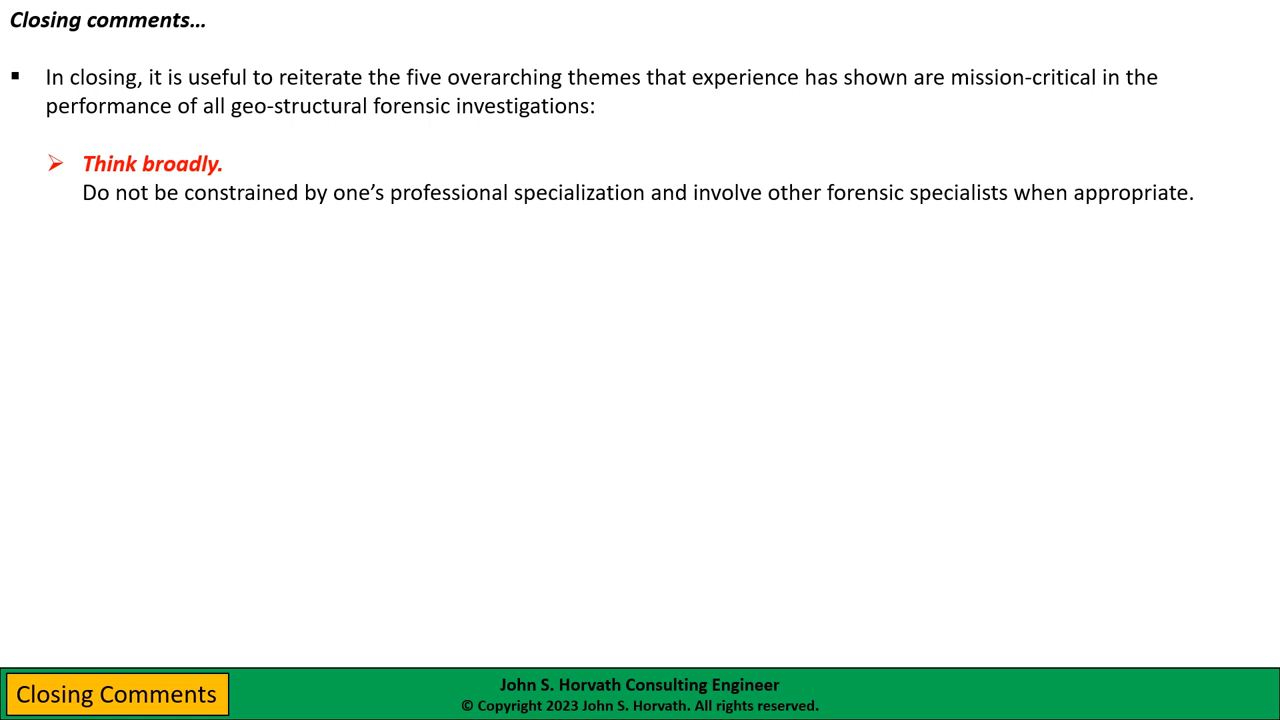 Closing comments…
▪ In closing, it is useful to reiterate the five overarching themes that experience has shown are mission-critical in the
performance of all geo-structural forensic investigations:
➢ Think broadly.
Do not be constrained by one’s professional specialization and involve other forensic specialists when appropriate.
Closing Comments
John S. Horvath Consulting Engineer
© Copyright 2023 John S. Horvath. All rights reserved.